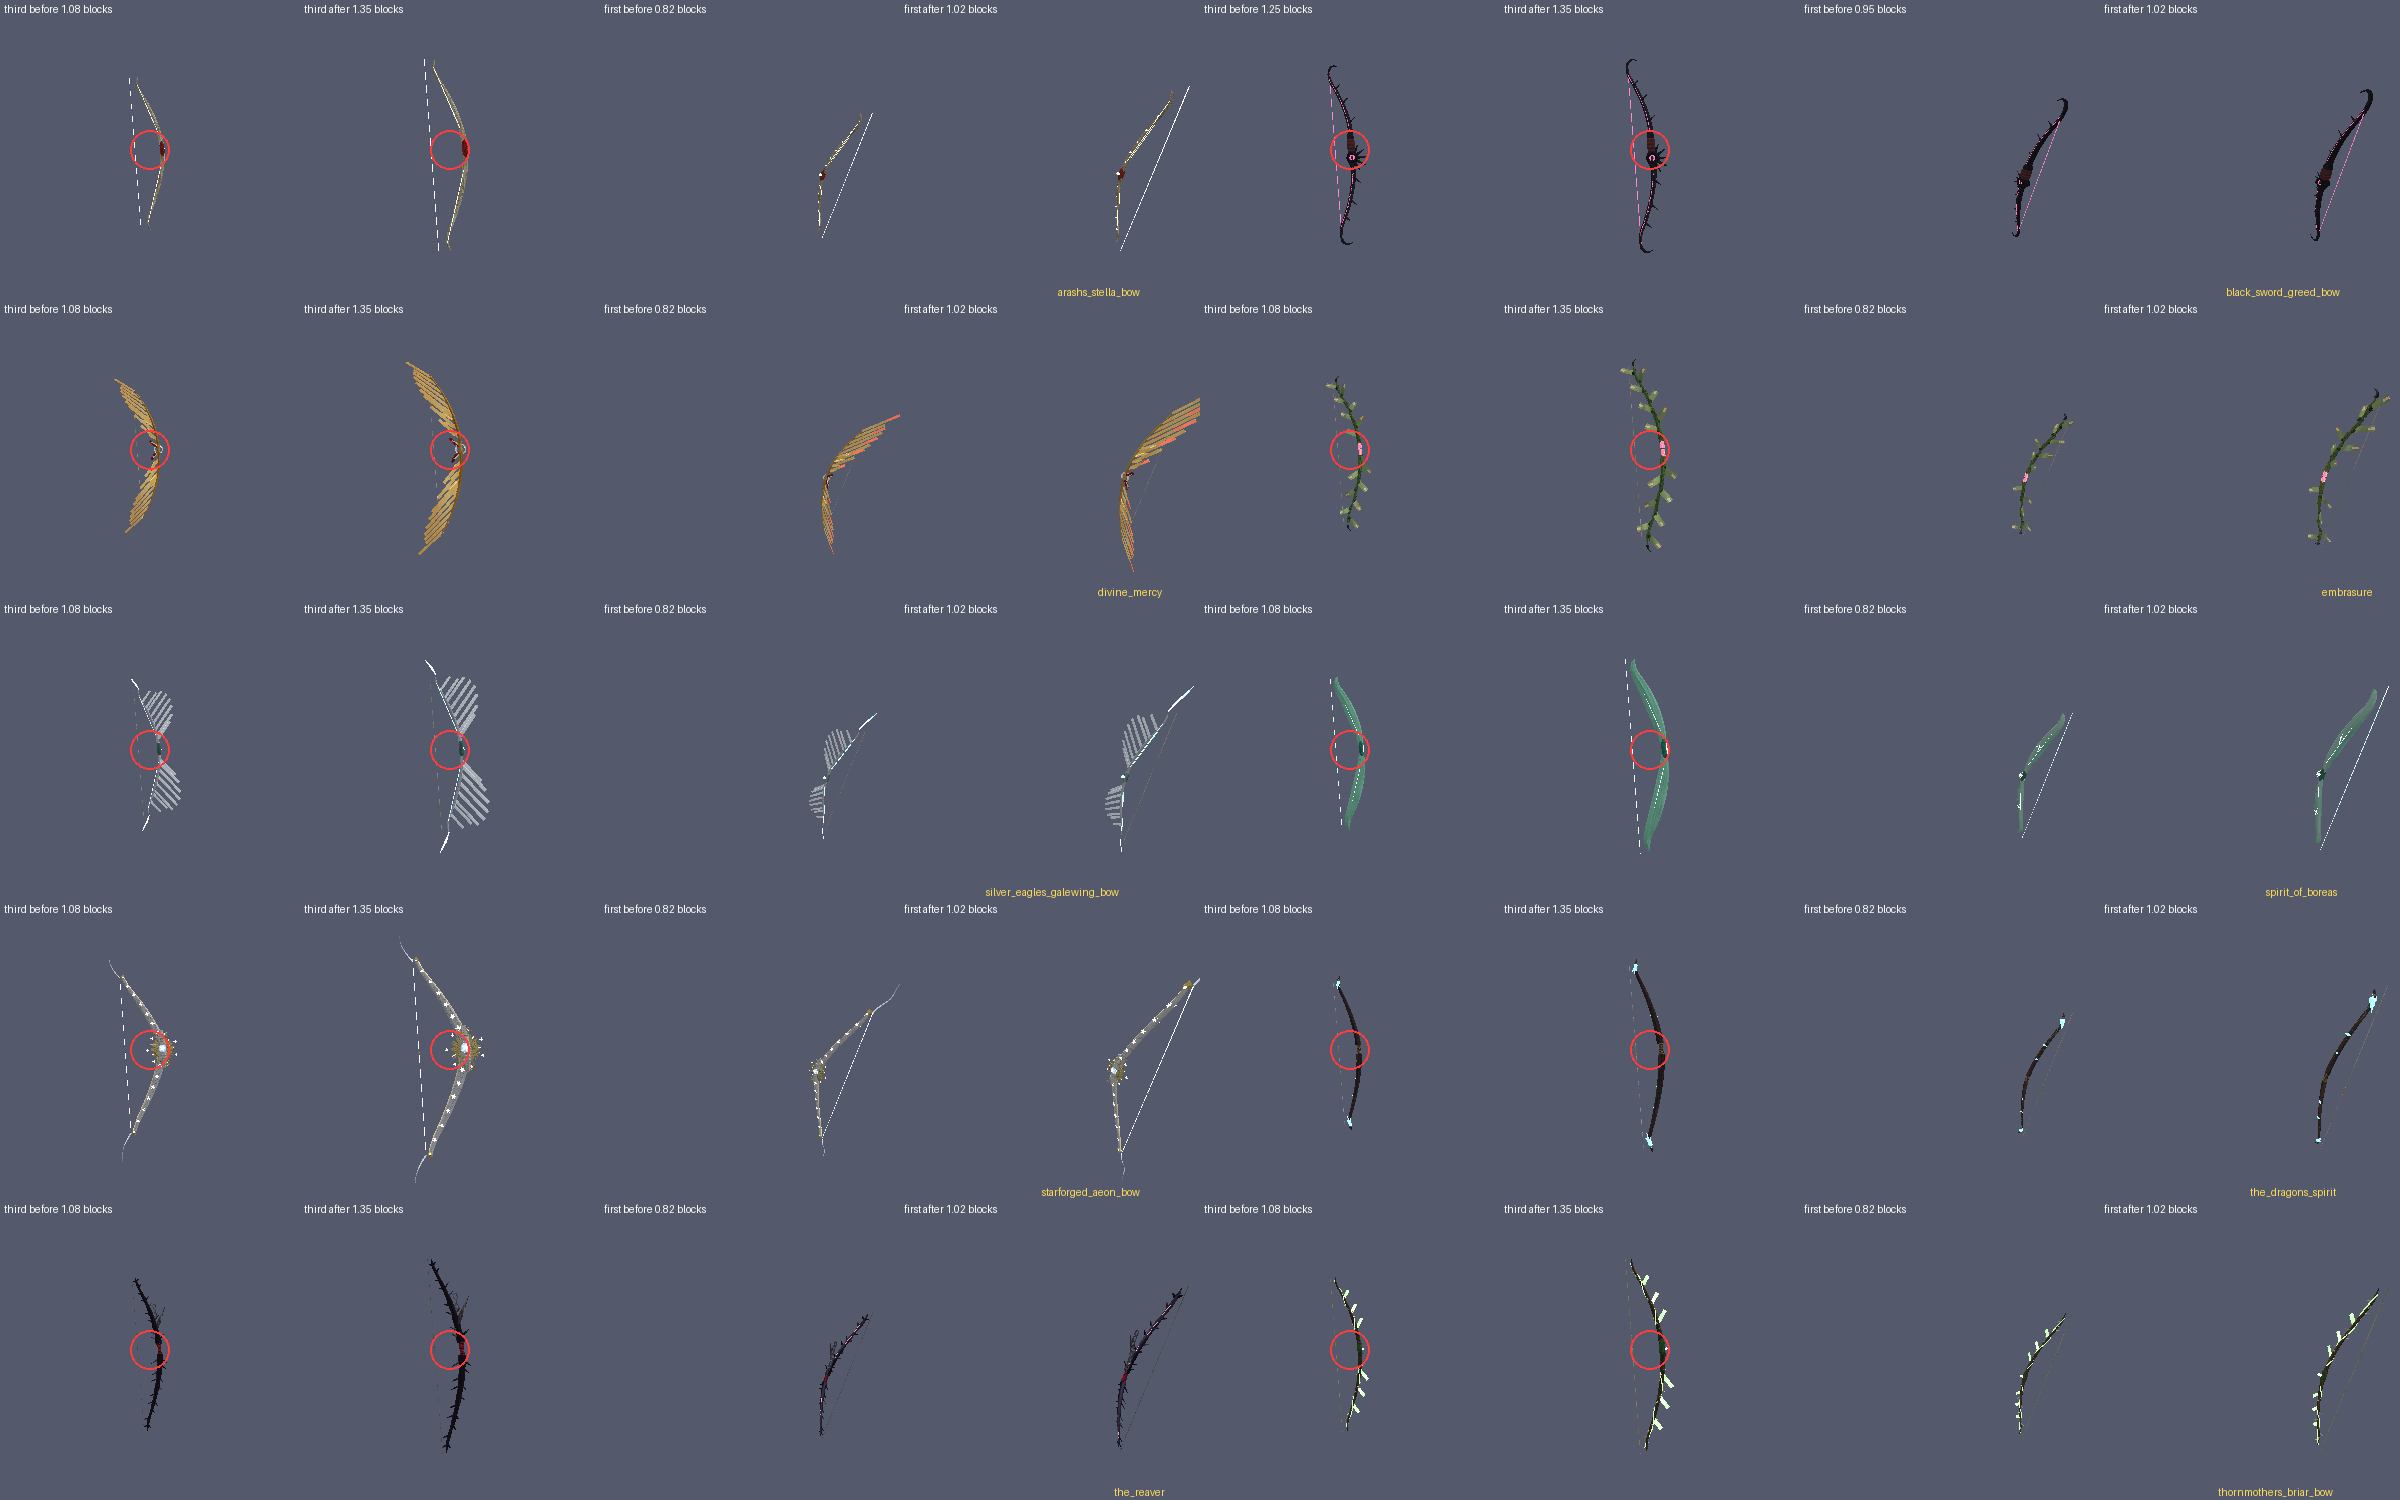 third before 1.08 blocks third after 1.35 blocks first before 0.82 blocks first after 1.02 blocks third before 1.25 blocks third after 1.35 blocks first before 0.95 blocks first after 1.02 blocks
arashs_stella_bow black_sword_greed_bow
third before 1.08 blocks third after 1.35 blocks first before 0.82 blocks first after 1.02 blocks third before 1.08 blocks third after 1.35 blocks first before 0.82 blocks first after 1.02 blocks
divine_mercy embrasure
third before 1.08 blocks third after 1.35 blocks first before 0.82 blocks first after 1.02 blocks third before 1.08 blocks third after 1.35 blocks first before 0.82 blocks first after 1.02 blocks
silver_eagles_galewing_bow spirit_of_boreas
third before 1.08 blocks third after 1.35 blocks first before 0.82 blocks first after 1.02 blocks third before 1.08 blocks third after 1.35 blocks first before 0.82 blocks first after 1.02 blocks
starforged_aeon_bow the_dragons_spirit
third before 1.08 blocks third after 1.35 blocks first before 0.82 blocks first after 1.02 blocks third before 1.08 blocks third after 1.35 blocks first before 0.82 blocks first after 1.02 blocks
the_reaver thornmothers_briar_bow